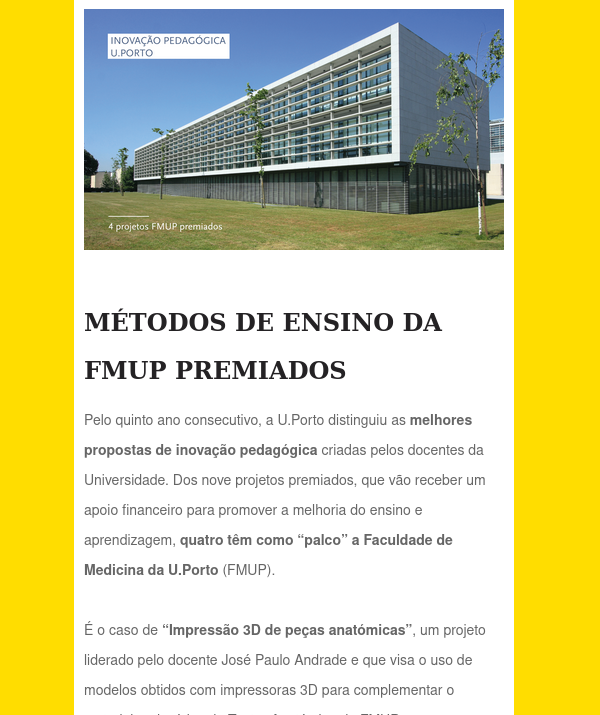 INOVAÇÃO PEDAGÓGICA
U.PORTO
4 projetos FMUP premiados
MÉTODOS DE ENSINO DA
FMUP PREMIADOS
Pelo quinto ano consecutivo, a U.Porto distinguiu as melhores
propostas de inovação pedagógica criadas pelos docentes da
Universidade. Dos nove projetos premiados, que vão receber um
apoio financeiro para promover a melhoria do ensino e
aprendizagem, quatro têm como “palco” a Faculdade de
Medicina da U.Porto (FMUP).
É o caso de “Impressão 3D de peças anatómicas”, um projeto
liderado pelo docente José Paulo Andrade e que visa o uso de
modelos obtidos com impressoras 3D para complementar o